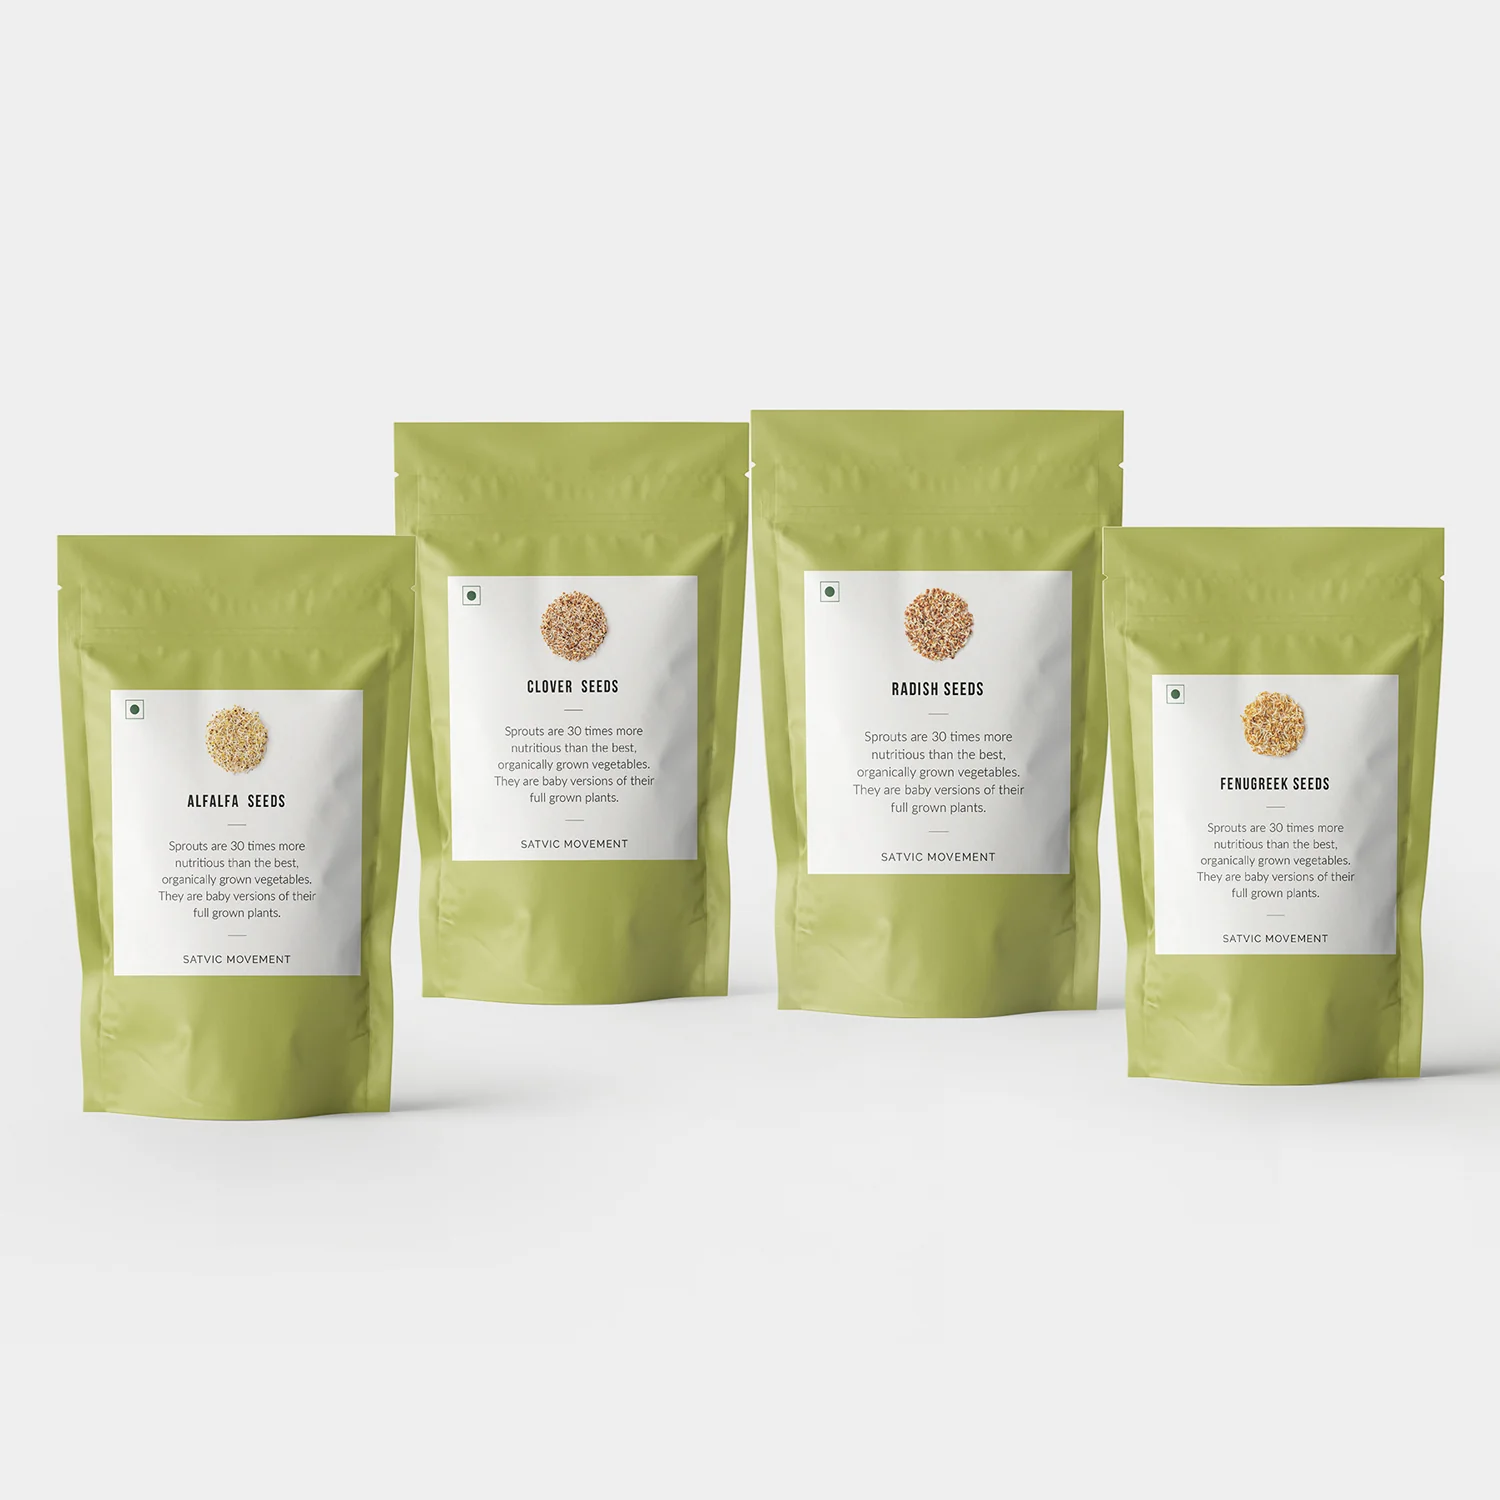 ALFALFA SEEDS
Sprouts are 30 times more
nutritious than the best,
organically grown vegetables.
They are baby versions of their
full grown plants.
SATVIC MOVEMENT
CLOVER SEEDS
Sprouts are 30 times more
nutritious than the best,
organically grown vegetables.
They are baby versions of their
full grown plants.
SATVIC MOVEMENT
RADISH SEEDS
Sprouts are 30 times more
nutritious than the best,
organically grown vegetables.
They are baby versions of their
full grown plants.
SATVIC MOVEMENT
FENUGREEK SEEDS
Sprouts are 30 times more
nutritious than the best,
organically grown vegetables.
They are baby versions of their
full grown plants.
SATVIC MOVEMENT